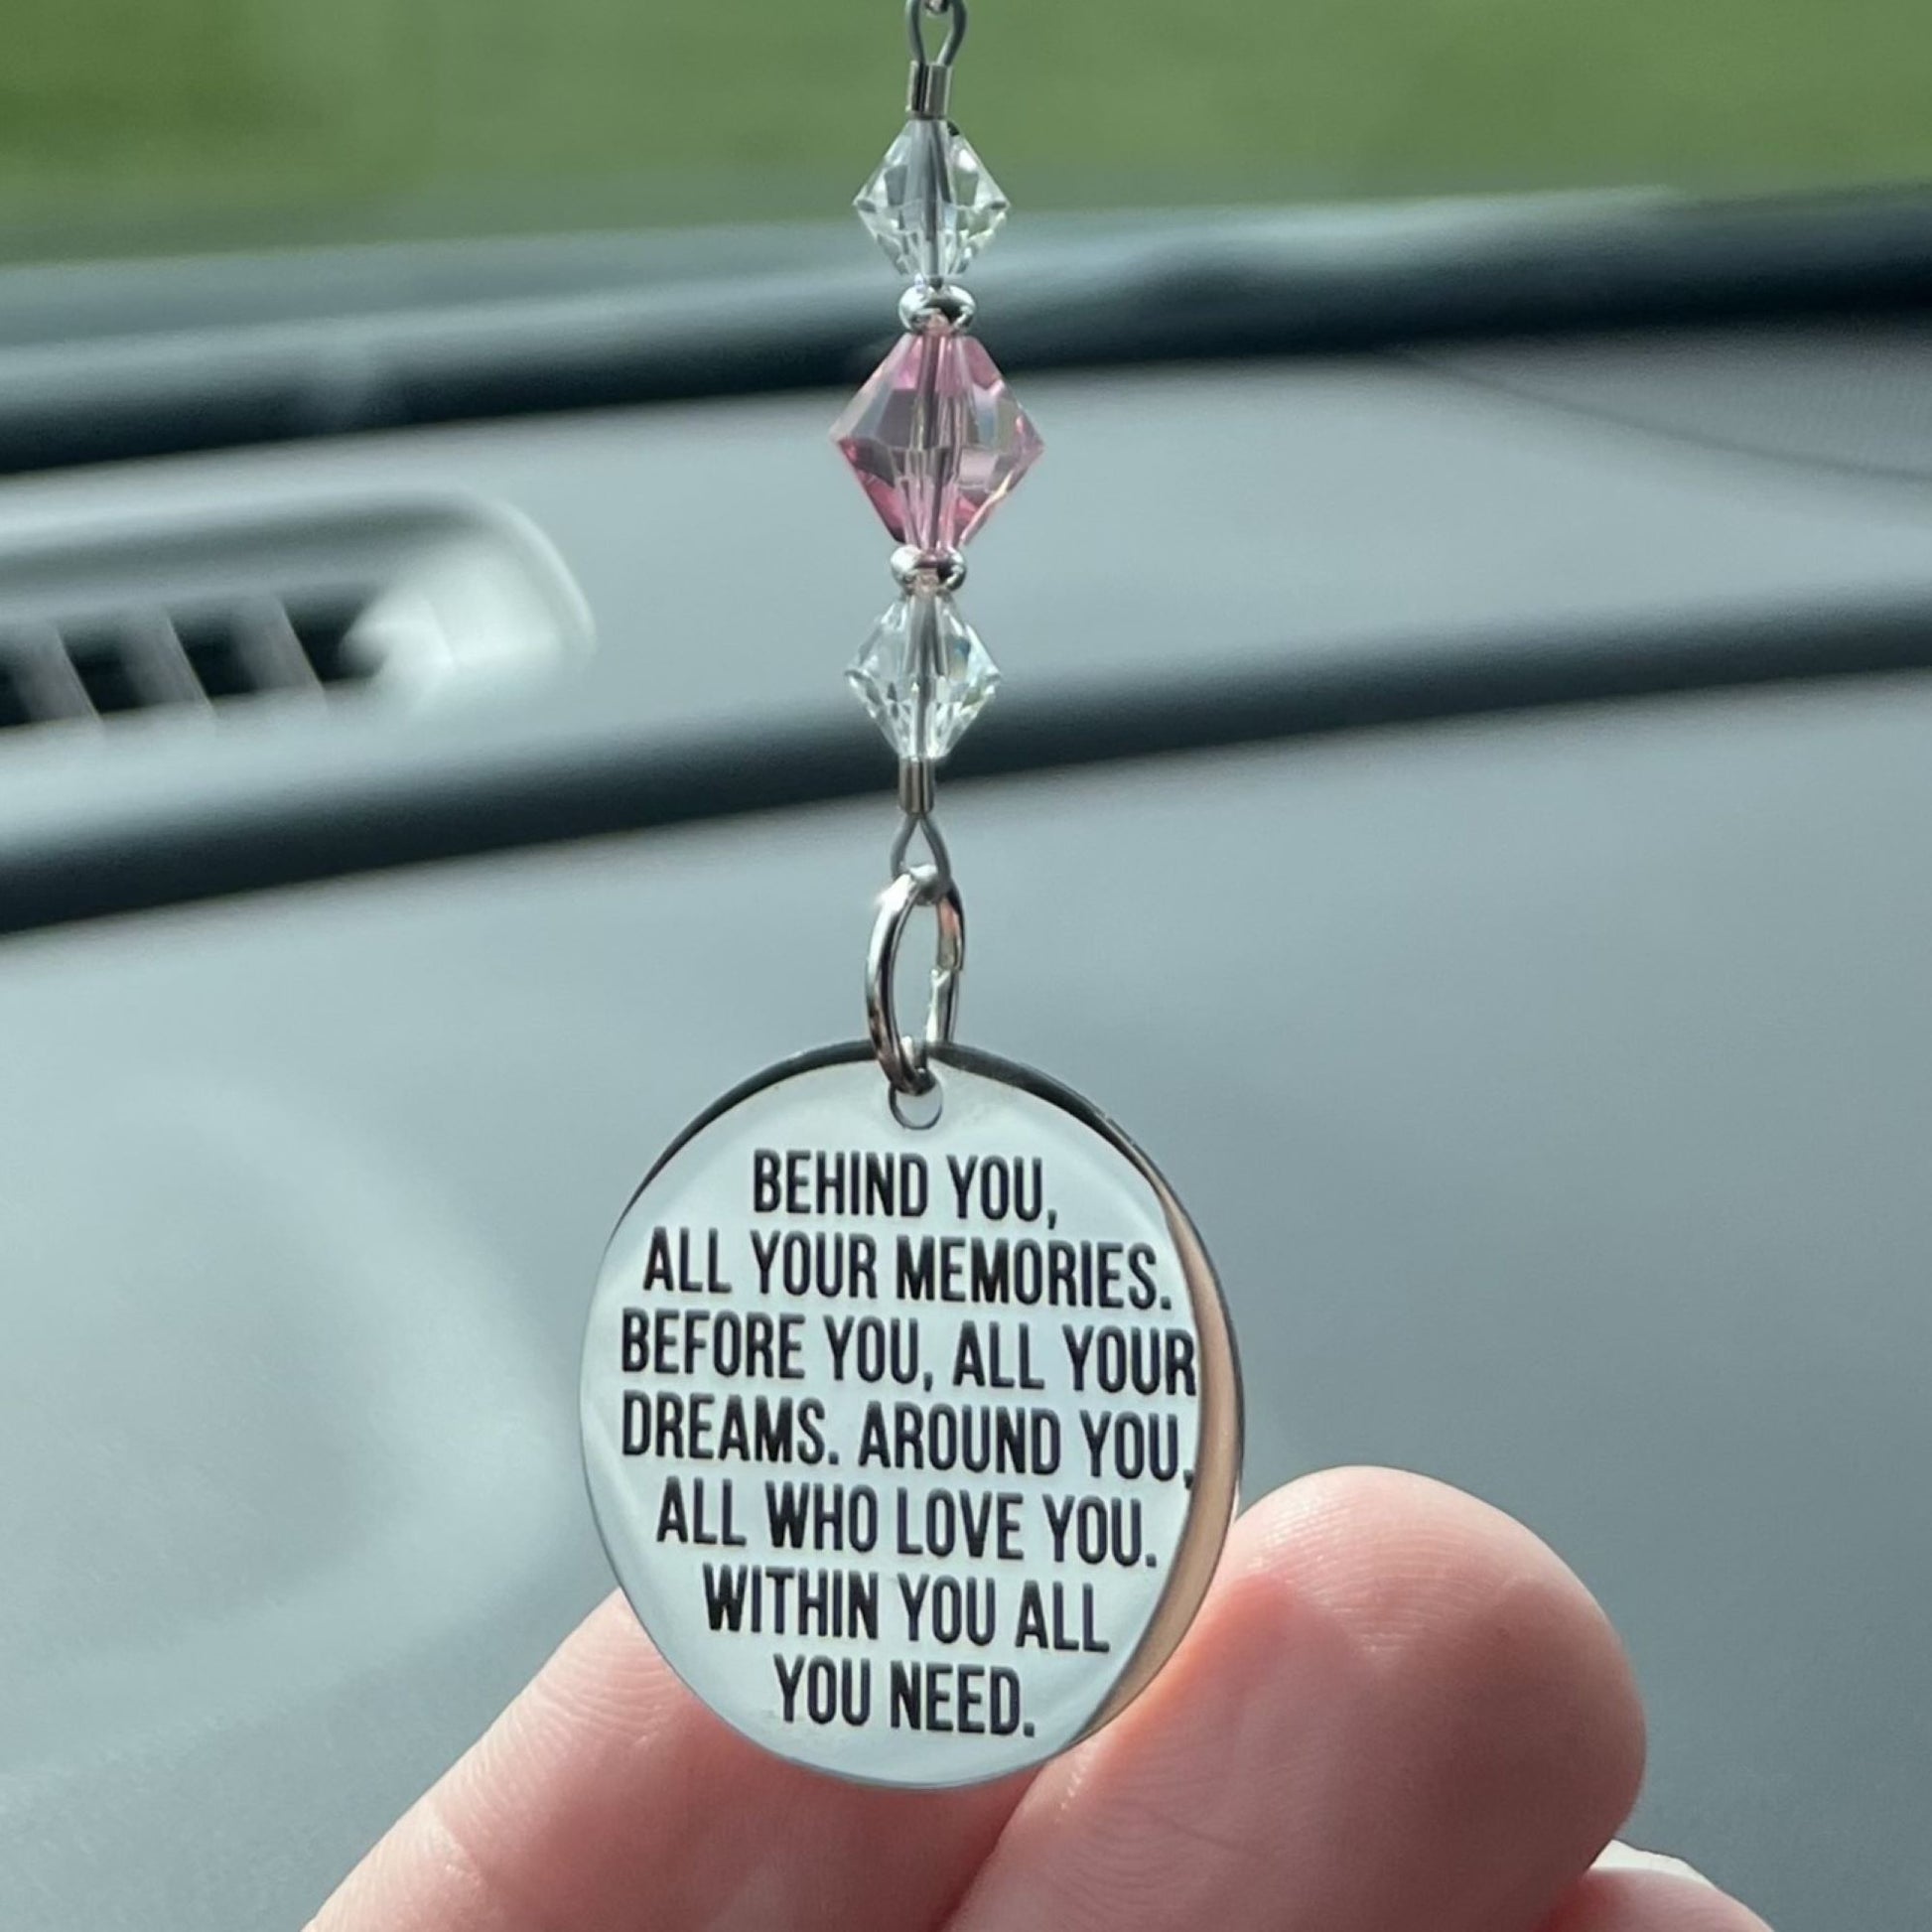 BEHIND YOU,
ALL YOUR MEMORIES.
BEFORE YOU, ALL YOUR
DREAMS. AROUND YOU,
ALL WHO LOVE YOU.
WITHIN YOU ALL
YOU NEED.